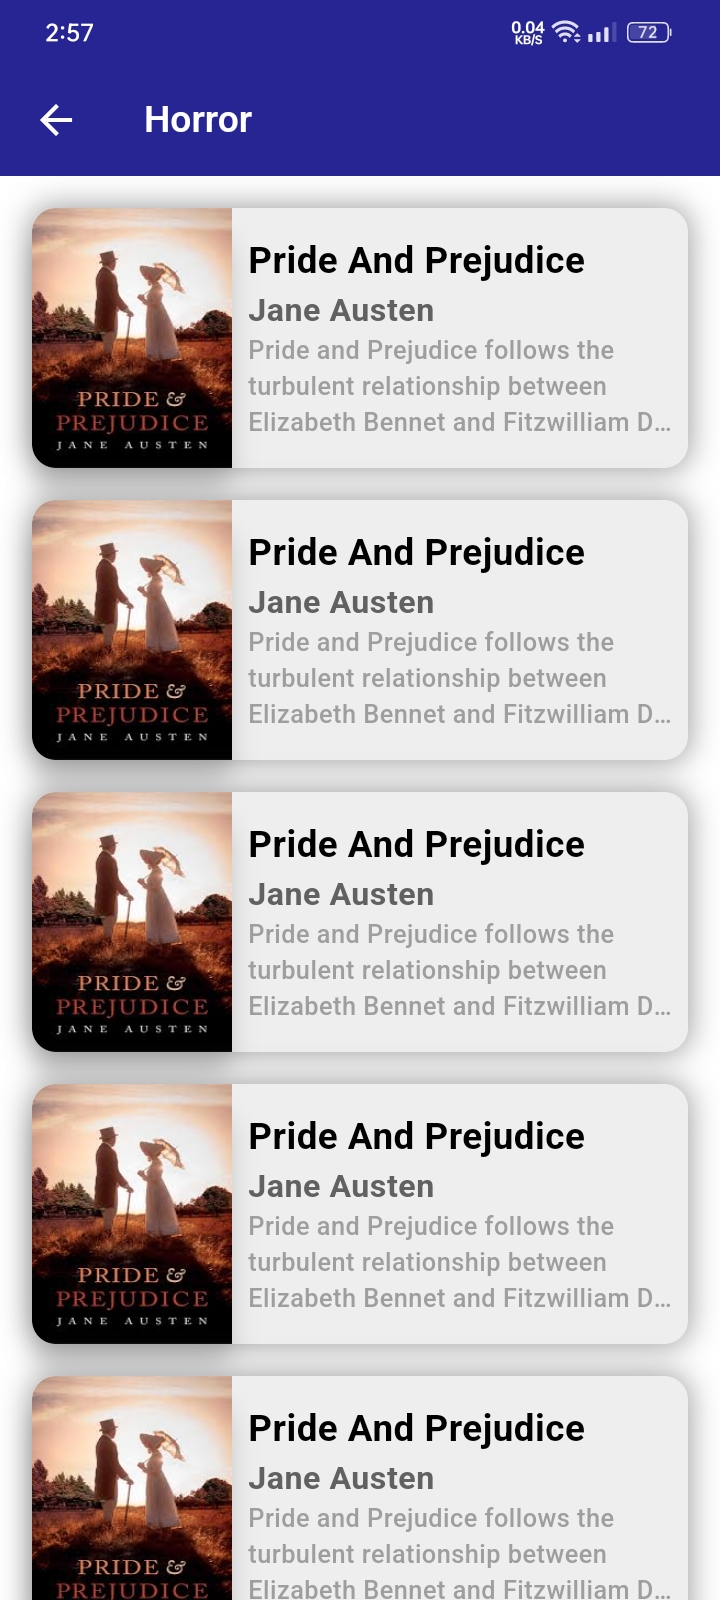 2:57
0.04
KB/S
72
Horror
Pride And Prejudice
Jane Austen
Pride and Prejudice follows the
turbulent relationship between
Elizabeth Bennet and Fitzwilliam D...
PRIDE &
PREJUDICE
JANE AUSTEN
Pride And Prejudice
Jane Austen
Pride and Prejudice follows the
turbulent relationship between
Elizabeth Bennet and Fitzwilliam D...
PRIDE &
PREJUDICE
JANE AUSTEN
Pride And Prejudice
Jane Austen
Pride and Prejudice follows the
turbulent relationship between
Elizabeth Bennet and Fitzwilliam D...
PRIDE &
PREJUDICE
JANE AUSTEN
Pride And Prejudice
Jane Austen
Pride and Prejudice follows the
turbulent relationship between
Elizabeth Bennet and Fitzwilliam D...
PRIDE &
PREJUDICE
JANE AUSTEN
Pride And Prejudice
Jane Austen
Pride and Prejudice follows the
turbulent relationship between
Elizabeth Bennet and Fitzwilliam D...
PRIDE &
PREJUDICE